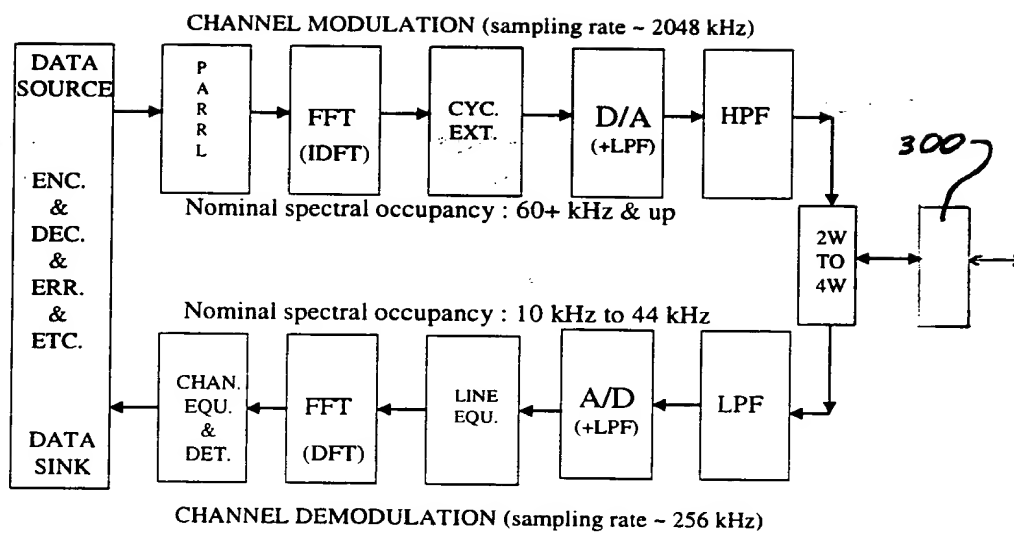 CHANNEL MODULATION (sampling rate ~ 2048 kHz)
DATA
SOURCE
ENC.
&
DEC.
&
ERR.
&
ETC.
DATA
SINK
P
A
R
R
L
FFT
(IDFT)
CYC.
EXT.
D/A
(+LPF)
HPF
300
Nominal spectral occupancy : 60+ kHz & up
2W
TO
4W
Nominal spectral occupancy : 10 kHz to 44 kHz
CHAN.
EQU.
&
DET.
FFT
(DFT)
LINE
EQU.
A/D
(+LPF)
LPF
CHANNEL DEMODULATION (sampling rate ~ 256 kHz)